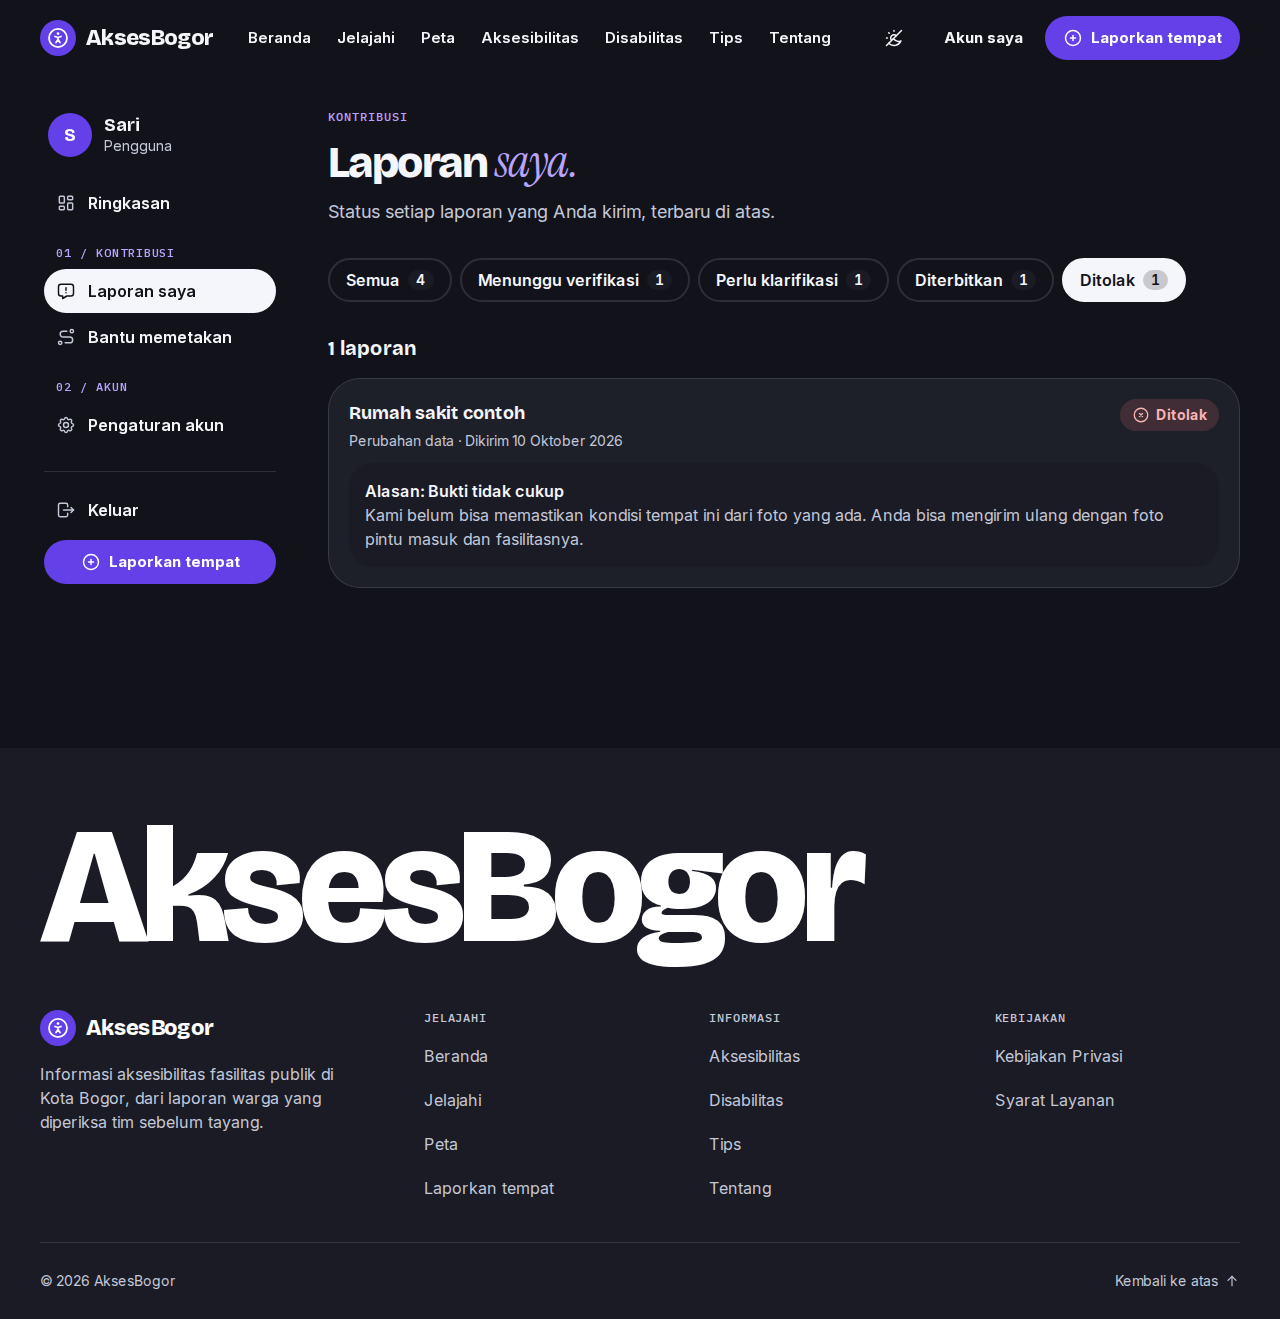 AksesBogor
Beranda
Jelajahi
Peta
Aksesibilitas
Disabilitas
Tips
Tentang
Akun saya
Laporkan tempat
S
Sari
Pengguna
Ringkasan
01 / KONTRIBUSI
Laporan saya
Bantu memetakan
02 / AKUN
Pengaturan akun
Keluar
Laporkan tempat
KONTRIBUSI
Laporan saya.
Status setiap laporan yang Anda kirim, terbaru di atas.
Semua 4
Menunggu verifikasi 1
Perlu klarifikasi 1
Diterbitkan 1
Ditolak 1
1 laporan
Rumah sakit contoh
Ditolak
Perubahan data · Dikirim 10 Oktober 2026
Alasan: Bukti tidak cukup
Kami belum bisa memastikan kondisi tempat ini dari foto yang ada. Anda bisa mengirim ulang dengan foto
pintu masuk dan fasilitasnya.
AksesBogor
AksesBogor
Informasi aksesibilitas fasilitas publik di
Kota Bogor, dari laporan warga yang
diperiksa tim sebelum tayang.
JELAJAHI
Beranda
Jelajahi
Peta
Laporkan tempat
INFORMASI
Aksesibilitas
Disabilitas
Tips
Tentang
KEBIJAKAN
Kebijakan Privasi
Syarat Layanan
© 2026 AksesBogor
Kembali ke atas ↑